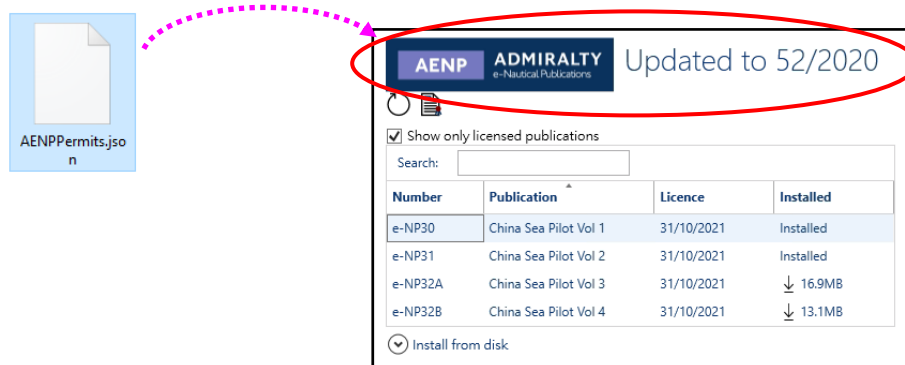 AENPPermits.jso
n
AENP ADMIRALTY
e-Nautical Publications
Updated to 52/2020
Show only licensed publications
Search:
Number Publication Licence Installed
e-NP30 China Sea Pilot Vol 1 31/10/2021 Installed
e-NP31 China Sea Pilot Vol 2 31/10/2021 Installed
e-NP32A China Sea Pilot Vol 3 31/10/2021 16.9MB
e-NP32B China Sea Pilot Vol 4 31/10/2021 13.1MB
Install from disk